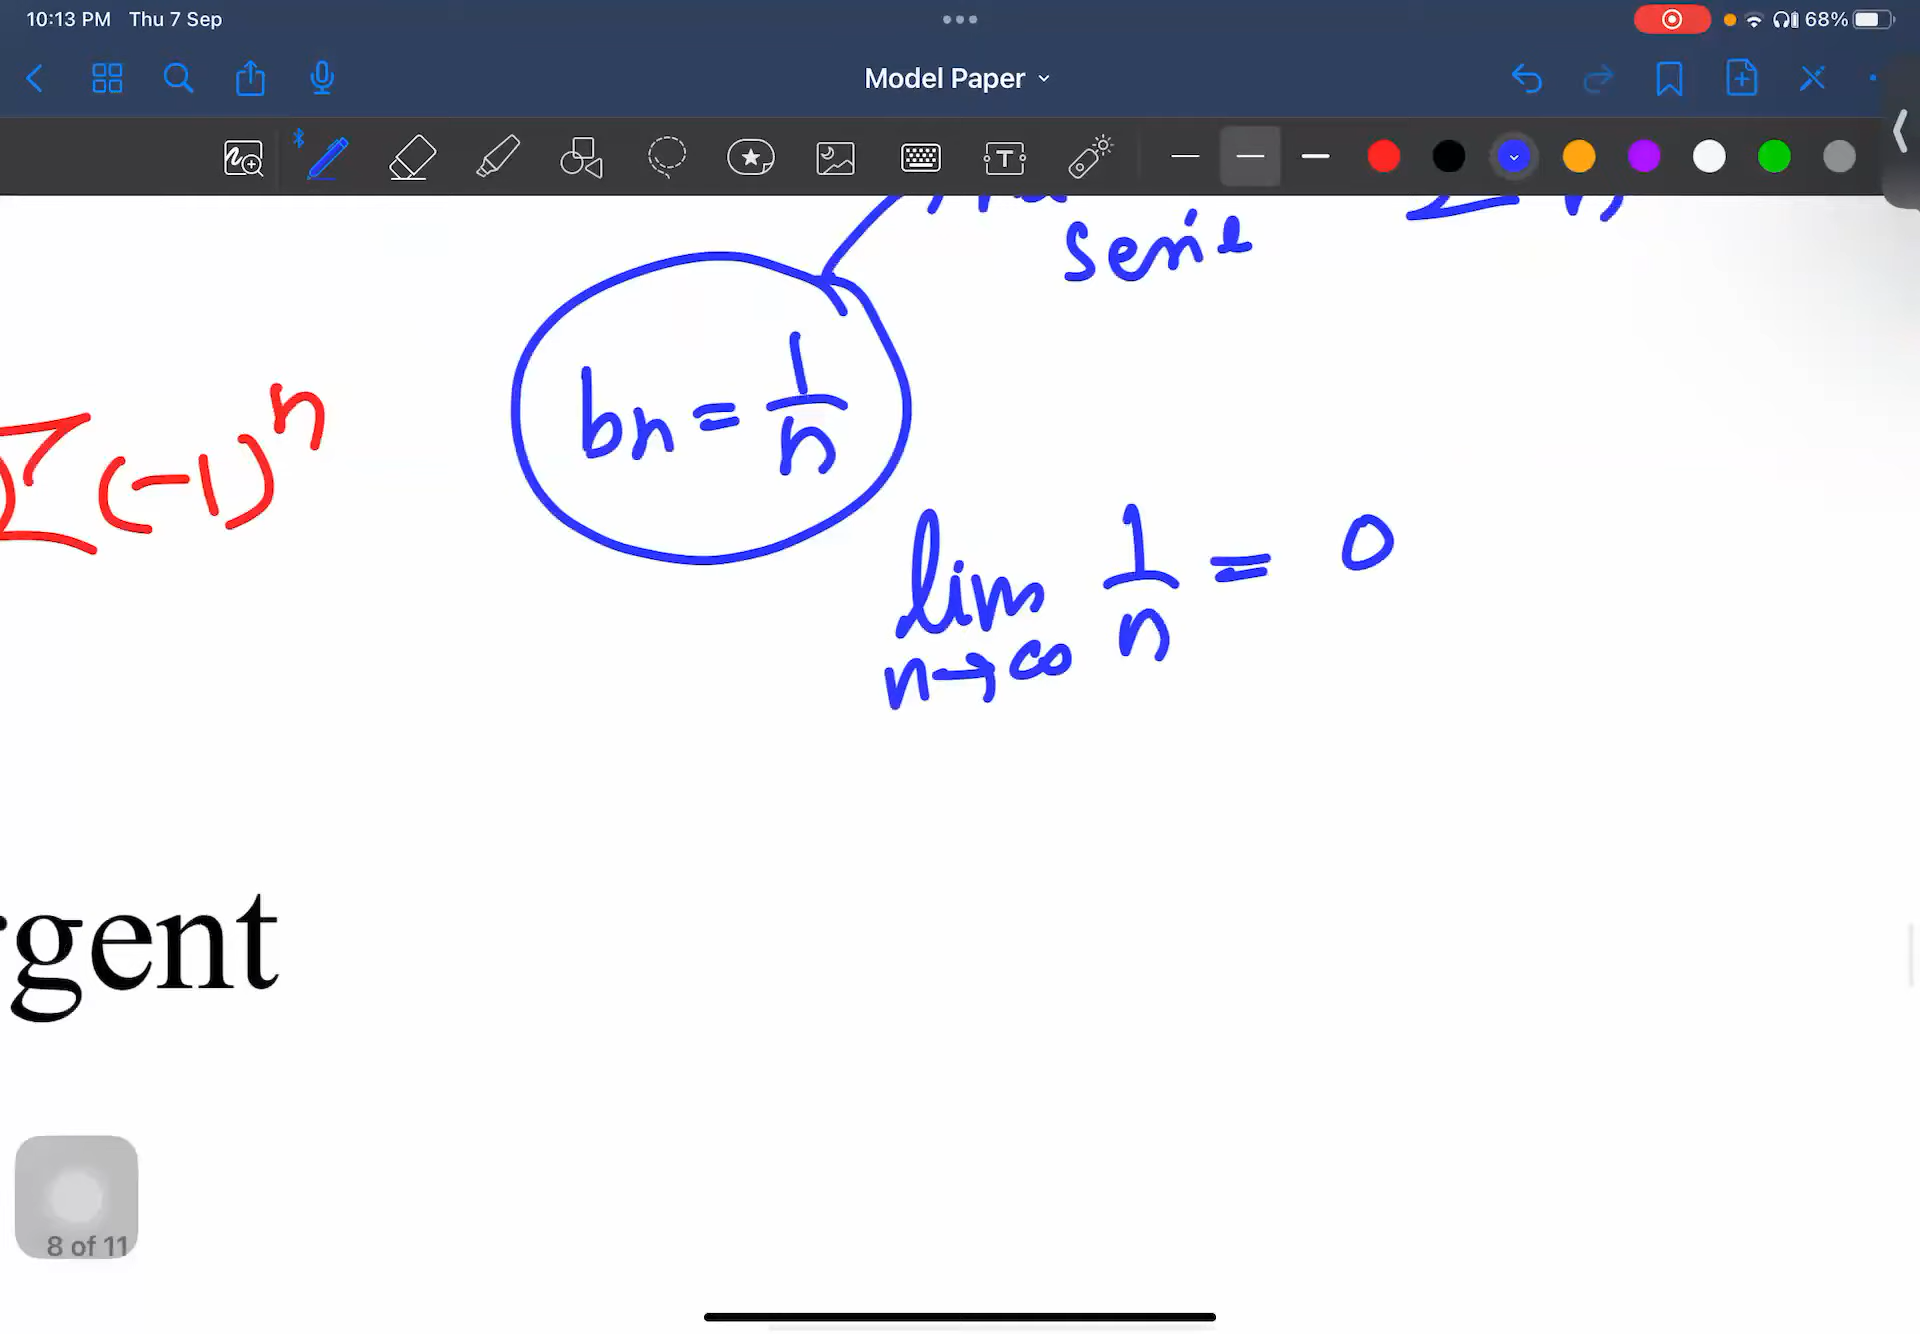 10:13 PM Thu 7 Sep
68%
Model Paper
T
serie
bn = 1/n
Σ(-1)^n
lim n→∞ 1/n = 0
rgent
8 of 11